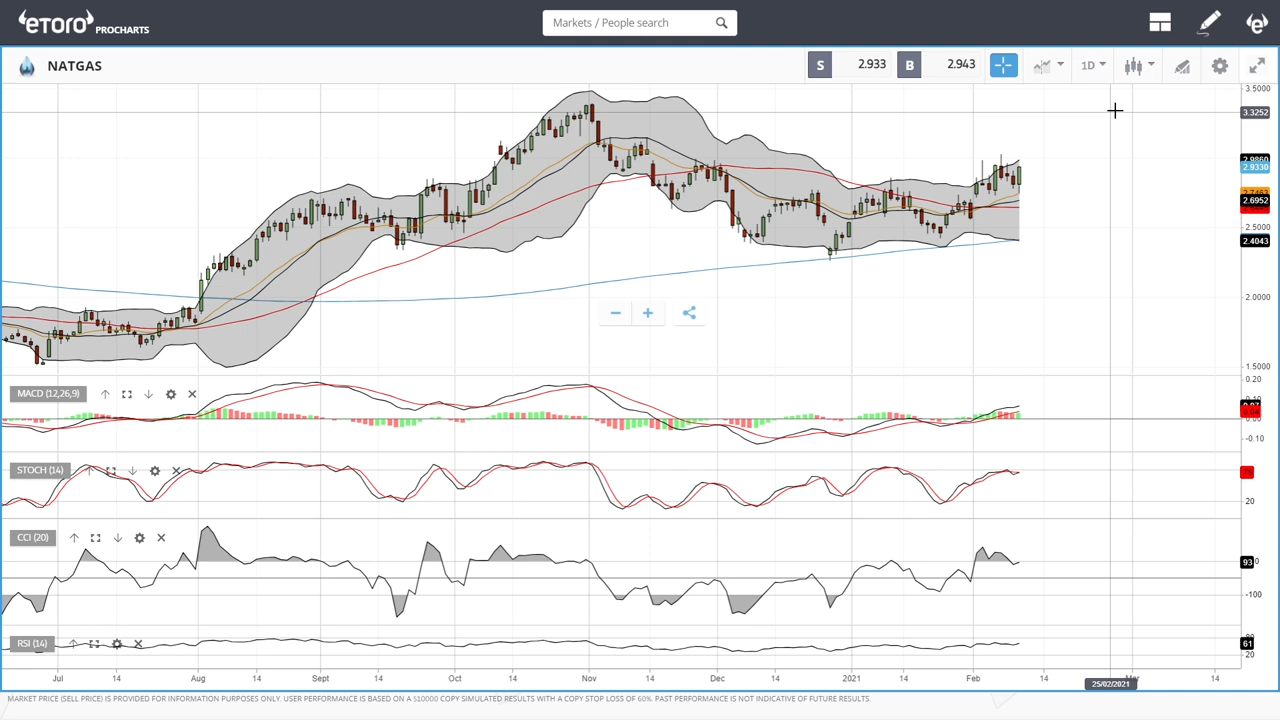 eToro PROCHARTS
Markets / People search
NATGAS
S 2.933 B 2.943
1D
3.5000
3.3252
2.9330
2.6952
2.5000
2.4043
2.0000
1.5000
MACD (12,26,9)
0.20
0.00
-0.10
STOCH (14)
20
CCI (20)
93
-100
RSI (14)
61
20
Jul 14 Aug 14 Sept 14 Oct 14 Nov 14 Dec 14 2021 14 Feb 14 14
25/02/2021
MARKET PRICE (SELL PRICE) IS PROVIDED FOR INFORMATION PURPOSES ONLY. USER PERFORMANCE IS BASED ON A $10000 COPY SIMULATED RESULTS WITH A COPY STOP LOSS OF 60%. PAST PERFORMANCE IS NOT INDICATIVE OF FUTURE RESULTS.